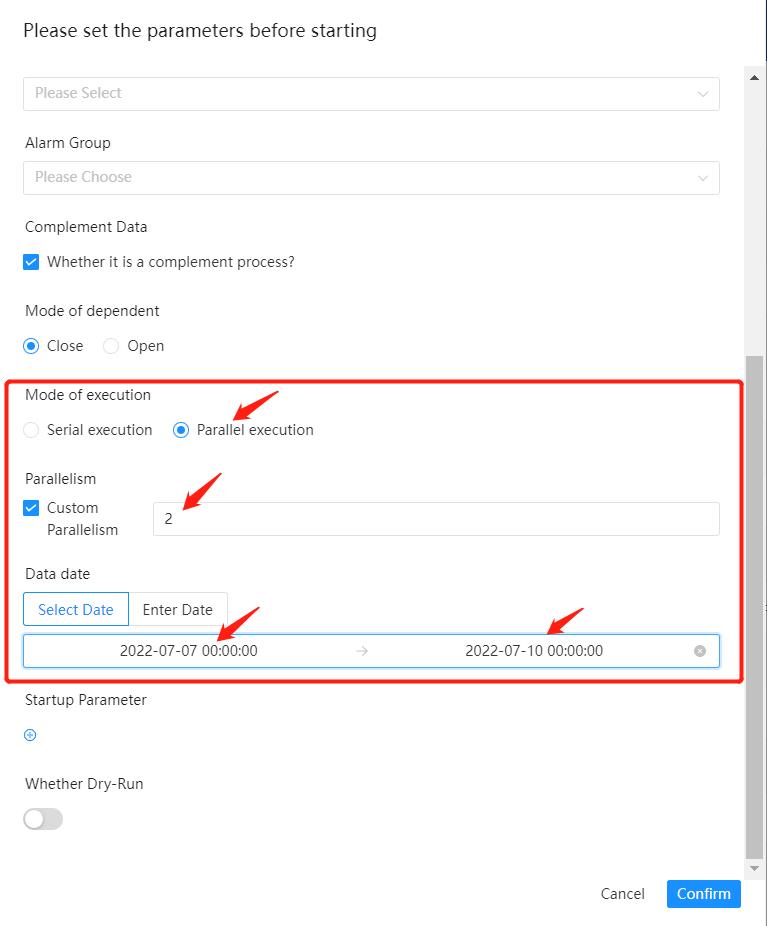 Please set the parameters before starting
Please Select
Alarm Group
Please Choose
Complement Data
Whether it is a complement process?
Mode of dependent
Close Open
Mode of execution
Serial execution Parallel execution
Parallelism
Custom
Parallelism
2
Data date
Select Date Enter Date
2022-07-07 00:00:00 → 2022-07-10 00:00:00
Startup Parameter
Whether Dry-Run
Cancel Confirm